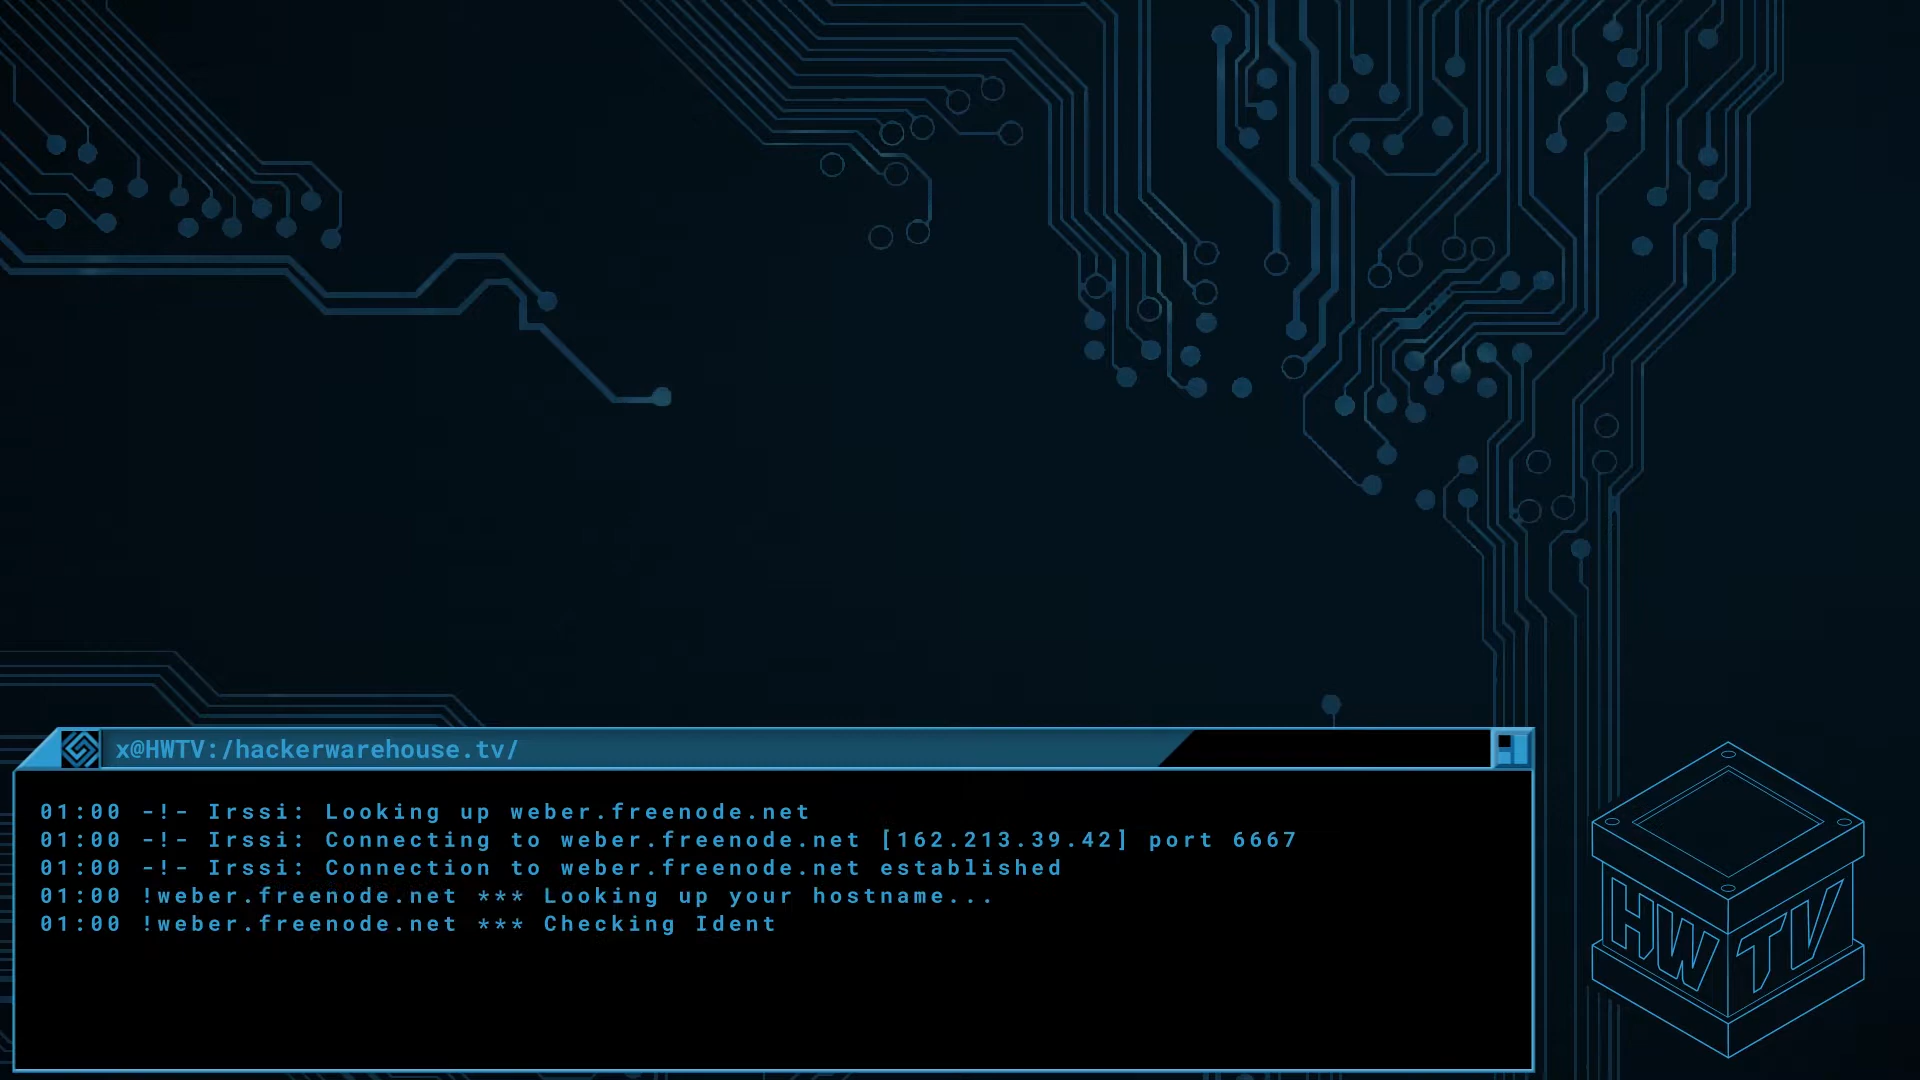 x@HWTV:/hackerwarehouse.tv/
01:00 -!- Irssi: Looking up weber.freenode.net
01:00 -!- Irssi: Connecting to weber.freenode.net [162.213.39.42] port 6667
01:00 -!- Irssi: Connection to weber.freenode.net established
01:00 !weber.freenode.net *** Looking up your hostname...
01:00 !weber.freenode.net *** Checking Ident
HW TV